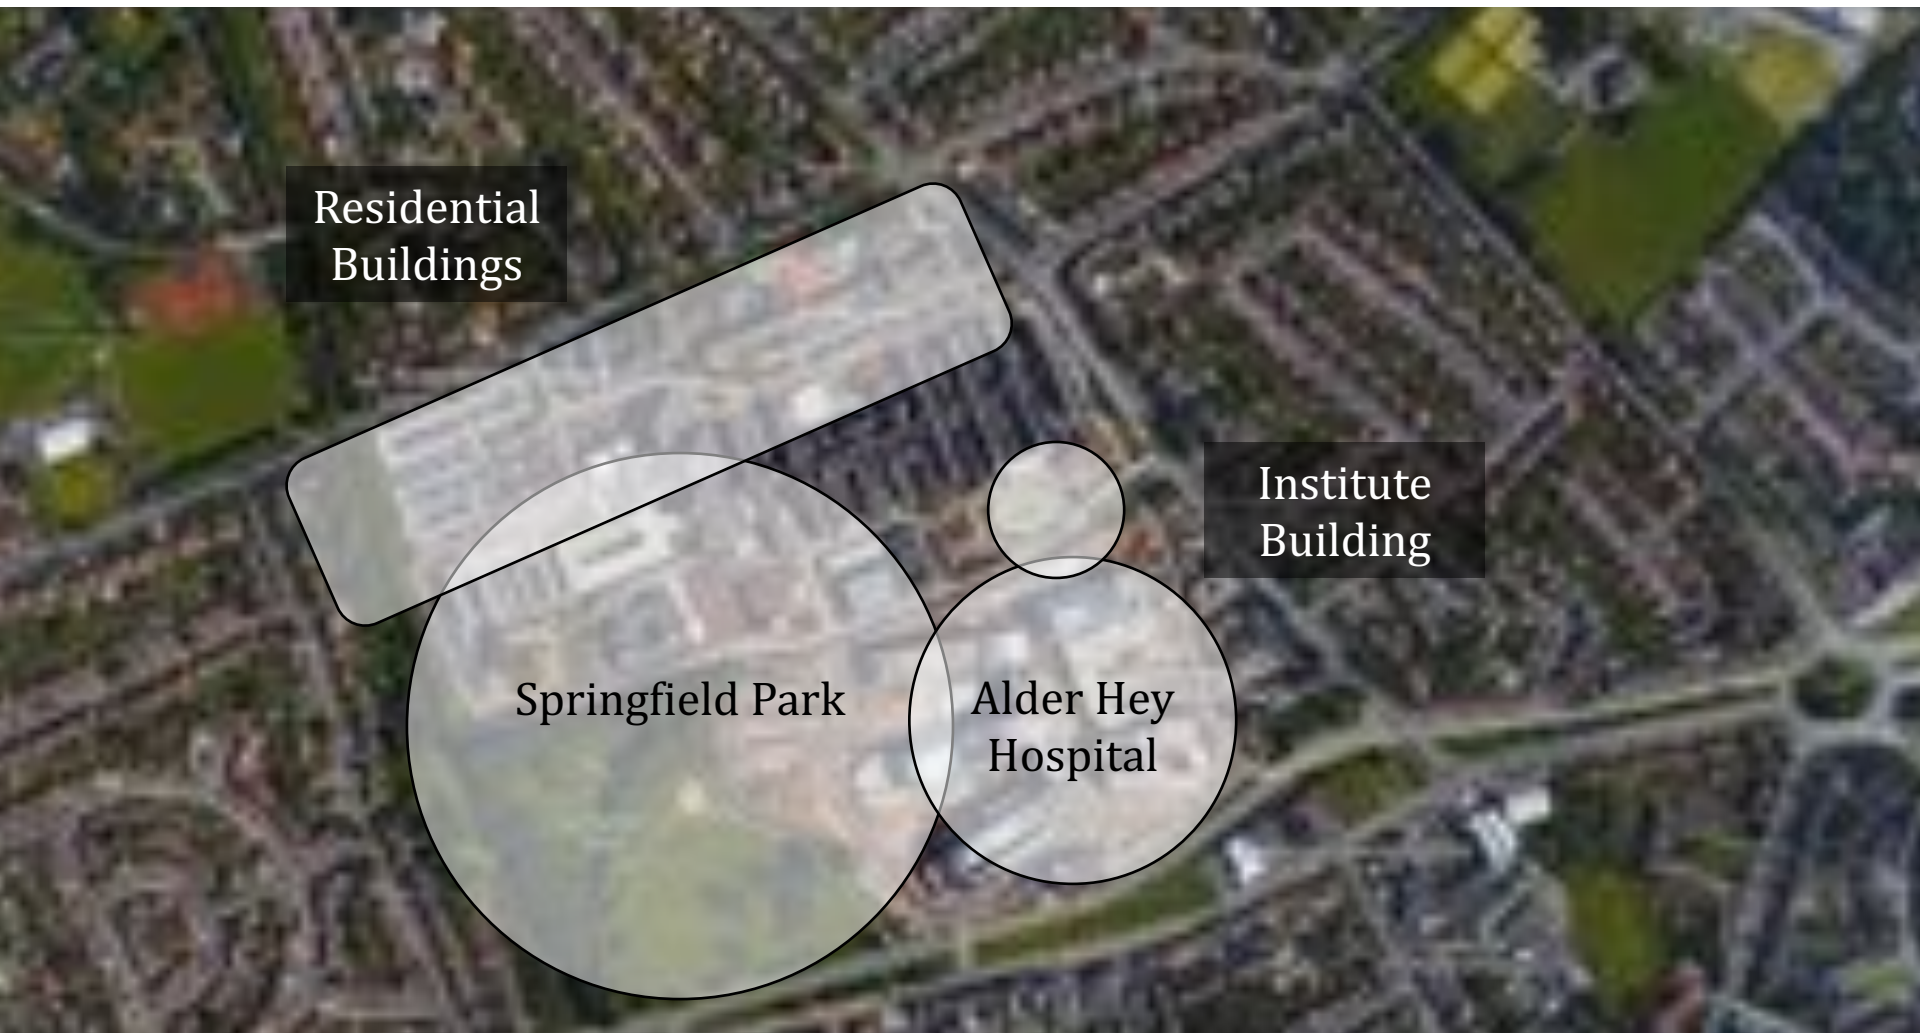 Residential
Buildings
Institute
Building
Springfield Park
Alder Hey
Hospital